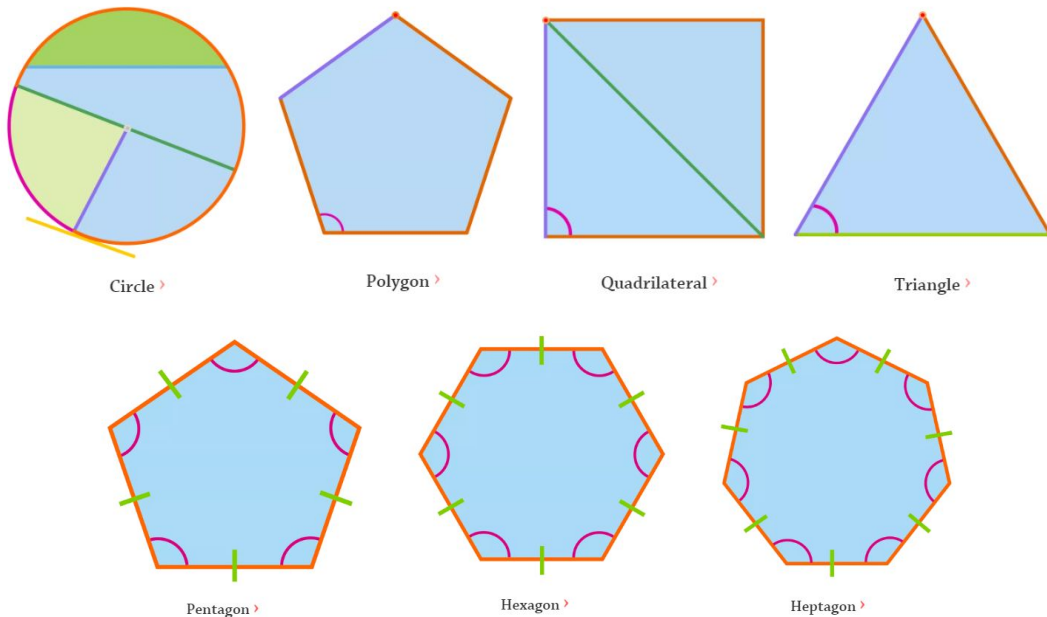 Circle ›
Polygon ›
Quadrilateral ›
Triangle ›
Pentagon ›
Hexagon ›
Heptagon ›